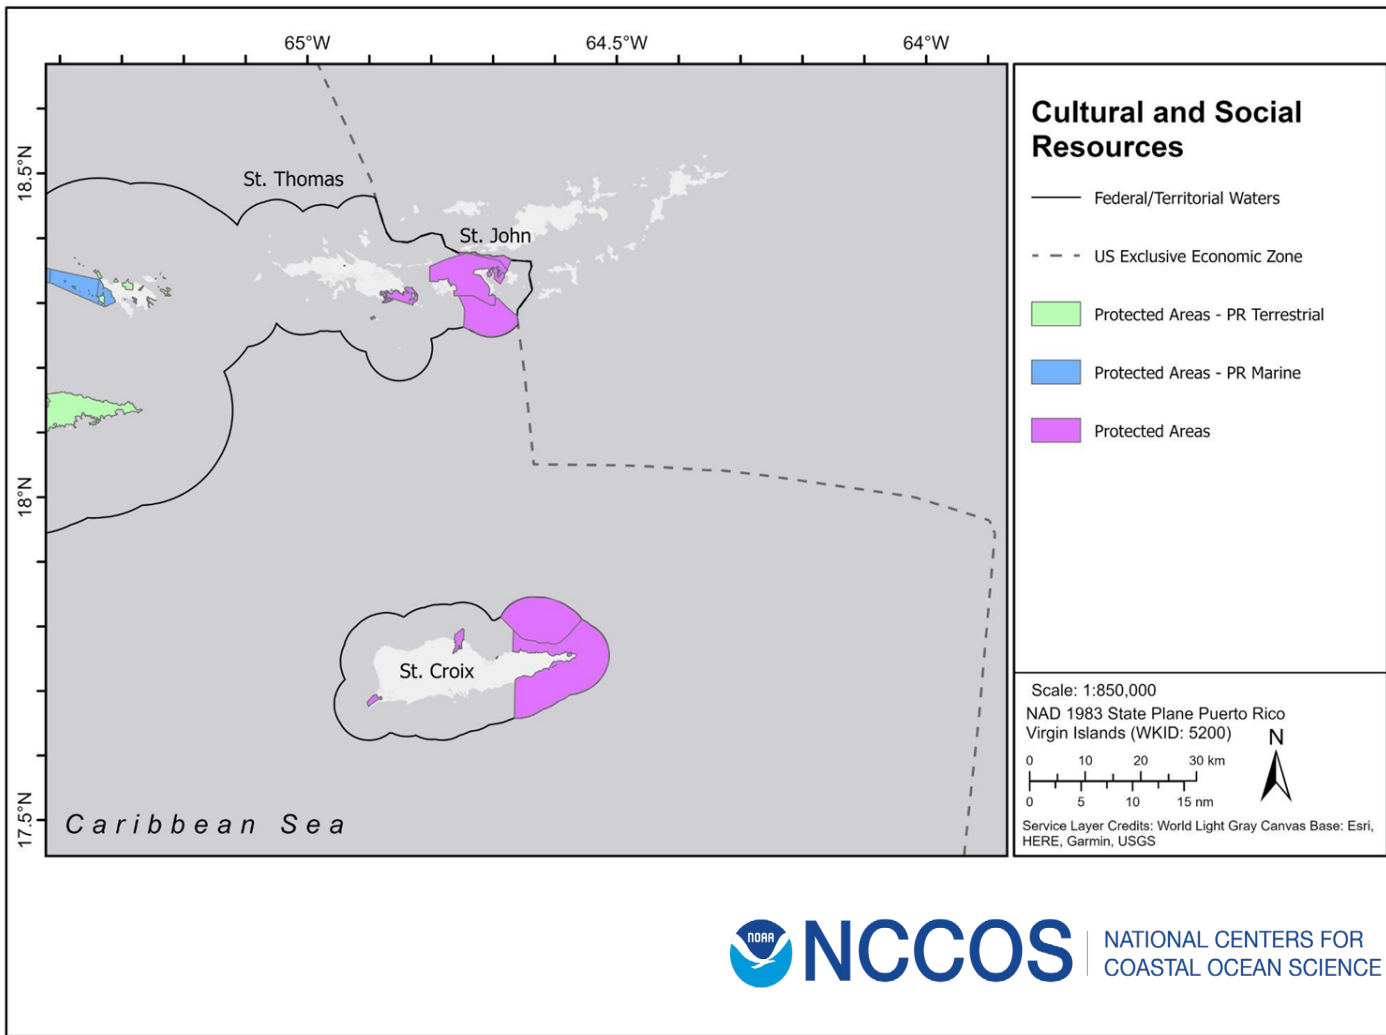 65°W
64.5°W
64°W
18.5°N
18°N
17.5°N
St. Thomas
St. John
St. Croix
Caribbean Sea
Cultural and Social
Resources
Federal/Territorial Waters
US Exclusive Economic Zone
Protected Areas - PR Terrestrial
Protected Areas - PR Marine
Protected Areas
Scale: 1:850,000
NAD 1983 State Plane Puerto Rico
Virgin Islands (WKID: 5200)
N
0 10 20 30 km
0 5 10 15 nm
Service Layer Credits: World Light Gray Canvas Base: Esri,
HERE, Garmin, USGS
NOAA
NCCOS
NATIONAL CENTERS FOR
COASTAL OCEAN SCIENCE